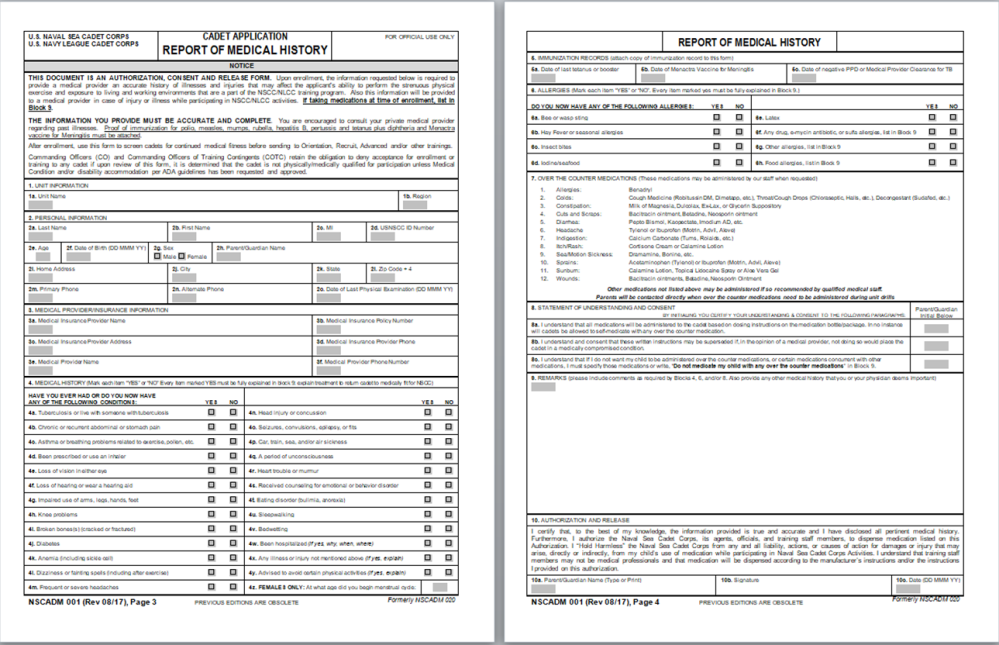 U.S. NAVAL SEA CADET CORPS
U.S. NAVY LEAGUE CADET CORPS
CADET APPLICATION
REPORT OF MEDICAL HISTORY
FOR OFFICIAL USE ONLY
NOTICE
THIS DOCUMENT IS AN AUTHORIZATION, CONSENT AND RELEASE FORM. Upon enrollment, the information requested below is required to
provide a medical provider an accurate history of illnesses and injuries that may affect the applicant's ability to perform the strenuous physical
exercise and exposure to living and working environments that are a part of the NSCC/NLCC training program. Also this information will be provided
to a medical provider in case of injury or illness while participating in NSCC/NLCC activities. If taking medications at time of enrollment, list in
Block 9.
THE INFORMATION YOU PROVIDE MUST BE ACCURATE AND COMPLETE. You are encouraged to consult your private medical provider
regarding past illnesses. Proof of immunization for polio, measles, mumps, rubella, hepatitis B, pertussis and tetanus plus diphtheria and Menactra
vaccine for Meningitis must be attached.
After enrollment, use this form to screen cadets for continued medical fitness before sending to Orientation, Recruit, Advanced and/or other trainings.
Commanding Officers (CO) and Commanding Officers of Training Contingents (COTC) retain the obligation to deny acceptance for enrollment or
training to any cadet if upon review of this form, it is determined that the cadet is not physically/medically qualified for participation unless Medical
Condition and/or disability accommodation per ADA guidelines has been requested and approved.
1. UNIT INFORMATION
1a. Unit Name
1b. Region
2. PERSONAL INFORMATION
2a. Last Name
2b. First Name
2c. MI
2d. USNSCC ID Number
2e. Age
2f. Date of Birth (DD MMM YY)
2g. Sex
Male
Female
2h. Parent/Guardian Name
2i. Home Address
2j. City
2k. State
2l. Zip Code + 4
2m. Primary Phone
2n. Alternate Phone
2o. Date of Last Physical Examination (DD MMM YY)
3. MEDICAL PROVIDER/INSURANCE INFORMATION
3a. Medical Insurance Provider Name
3b. Medical Insurance Policy Number
3c. Medical Insurance Provider Address
3d. Medical Insurance Provider Phone
3e. Medical Provider Name
3f. Medical Provider Phone Number
4. MEDICAL HISTORY (Mark each item "YES" or "NO" Every item marked YES must be fully explained in block 9: explain treatment to return cadet to medically fit for NSCC)
HAVE YOU EVER HAD OR DO YOU NOW HAVE
ANY OF THE FOLLOWING CONDITIONS:
YES NO
YES NO
4a. Tuberculosis or live with someone with tuberculosis
4n. Head injury or concussion
4b. Chronic or recurrent abdominal or stomach pain
4o. Seizures, convulsions, epilepsy, or fits
4c. Asthma or breathing problems related to exercise, pollen, etc.
4p. Car, train, sea, and/or air sickness
4d. Been prescribed or use an inhaler
4q. A period of unconsciousness
4e. Loss of vision in either eye
4r. Heart trouble or murmur
4f. Loss of hearing or wear a hearing aid
4s. Received counseling for emotional or behavior disorder
4g. Impaired use of arms, legs, hands, feet
4t. Eating disorder (bulimia, anorexia)
4h. Knee problems
4u. Sleepwalking
4i. Broken bones(s) (cracked or fractured)
4v. Bedwetting
4j. Diabetes
4w. Been hospitalized (if yes, why, when, where)
4k. Anemia (including sickle cell)
4x. Any illness or injury not mentioned above (if yes, explain)
4l. Dizziness or fainting spells (including after exercise)
4y. Advised to avoid certain physical activities (if yes, explain)
4m. Frequent or severe headaches
4z. FEMALES ONLY: At what age did you begin menstrual cycle:
NSCADM 001 (Rev 08/17), Page 3
PREVIOUS EDITIONS ARE OBSOLETE
Formerly NSCADM 020
REPORT OF MEDICAL HISTORY
5. IMMUNIZATION RECORDS (attach copy of immunization record to this form)
5a. Date of last tetanus or booster
5b. Date of Menactra Vaccine for Meningitis
5c. Date of negative PPD or Medical Provider Clearance for TB
6. ALLERGIES (Mark each item "YES" or "NO". Every item marked yes must be fully explained in Block 9.)
DO YOU NOW HAVE ANY OF THE FOLLOWING ALLERGIES:
YES NO
YES NO
6a. Bee or wasp sting
6e. Latex
6b. Hay Fever or seasonal allergies
6f. Any drug, e-mycin antibiotic, or sulfa allergies, list in Block 9
6c. Insect bites
6g. Other allergies, list in Block 9
6d. Iodine/seafood
6h. Food allergies, list in Block 9
7. OVER THE COUNTER MEDICATIONS (These medications may be administered by our staff when requested)
1. Allergies: Benadryl
2. Colds: Cough Medicine (Robitussin DM, Dimetapp, etc.), Throat/Cough Drops (Chloraseptic, Halls, etc.), Decongestant (Sudafed, etc.)
3. Constipation: Milk of Magnesia, Dulcolax, Ex-Lax, or Glycerin Suppository
4. Cuts and Scrapes: Bacitracin ointment, Betadine, Neosporin ointment
5. Diarrhea: Pepto Bismol, Kaopectate, Imodium AD, etc.
6. Headache Tylenol or Ibuprofen (Motrin, Advil, Aleve)
7. Indigestion: Calcium Carbonate (Tums, Rolaids, etc.)
8. Itch/Rash: Cortisone Cream or Calamine Lotion
9. Sea/Motion Sickness: Dramamine, Bonine, etc.
10. Sprains: Acetaminophen (Tylenol) or Ibuprofen (Motrin, Advil, Aleve)
11. Sunburn: Calamine Lotion, Topical Lidocaine Spray or Aloe Vera Gel
12. Wounds: Bacitracin ointments, Betadine, Neosporin Ointment
Other medications not listed above may be administered if so recommended by qualified medical staff.
Parents will be contacted directly when over the counter medications need to be administered during unit drills
8. STATEMENT OF UNDERSTANDING AND CONSENT
BY INITIALING YOU CERTIFY YOUR UNDERSTANDING & CONSENT TO THE FOLLOWING PARAGRAPHS.
Parent/Guardian
Initial Below
8a. I understand that all medications will be administered to the cadet based on dosing instructions on the medication bottle/package. In no instance
will cadets be allowed to self-medicate with any over the counter medication.
8b. I understand and consent that these written instructions may be superseded if, in the opinion of a medical provider, not doing so would place the
cadet in a medically compromised condition.
8c. I understand that if I do not want my child to be administered over the counter medications, or certain medications concurrent with other
medications, I must specify those medications or write, "Do not medicate my child with any over the counter medications" in Block 9.
9. REMARKS (please include comments as required by Blocks 4, 6, and/or 8. Also provide any other medical history that you or your physician deems important)
10. AUTHORIZATION AND RELEASE
I certify that, to the best of my knowledge, the information provided is true and accurate and I have disclosed all pertinent medical history.
Furthermore, I authorize the Naval Sea Cadet Corps, its agents, officials, and training staff members, to dispense medication listed on this
Authorization. I "Hold Harmless" the Naval Sea Cadet Corps from any and all liability, actions, or causes of action for damages or injury that may
arise, directly or indirectly, from my child's use of medication while participating in Naval Sea Cadet Corps Activities. I understand that training staff
members may not be medical professionals and that medication will be dispensed according to the manufacturer's instructions and/or the instructions
I provided on this authorization.
10a. Parent/Guardian Name (Type or Print)
10b. Signature
10c. Date (DD MMM YY)
NSCADM 001 (Rev 08/17), Page 4
PREVIOUS EDITIONS ARE OBSOLETE
Formerly NSCADM 020